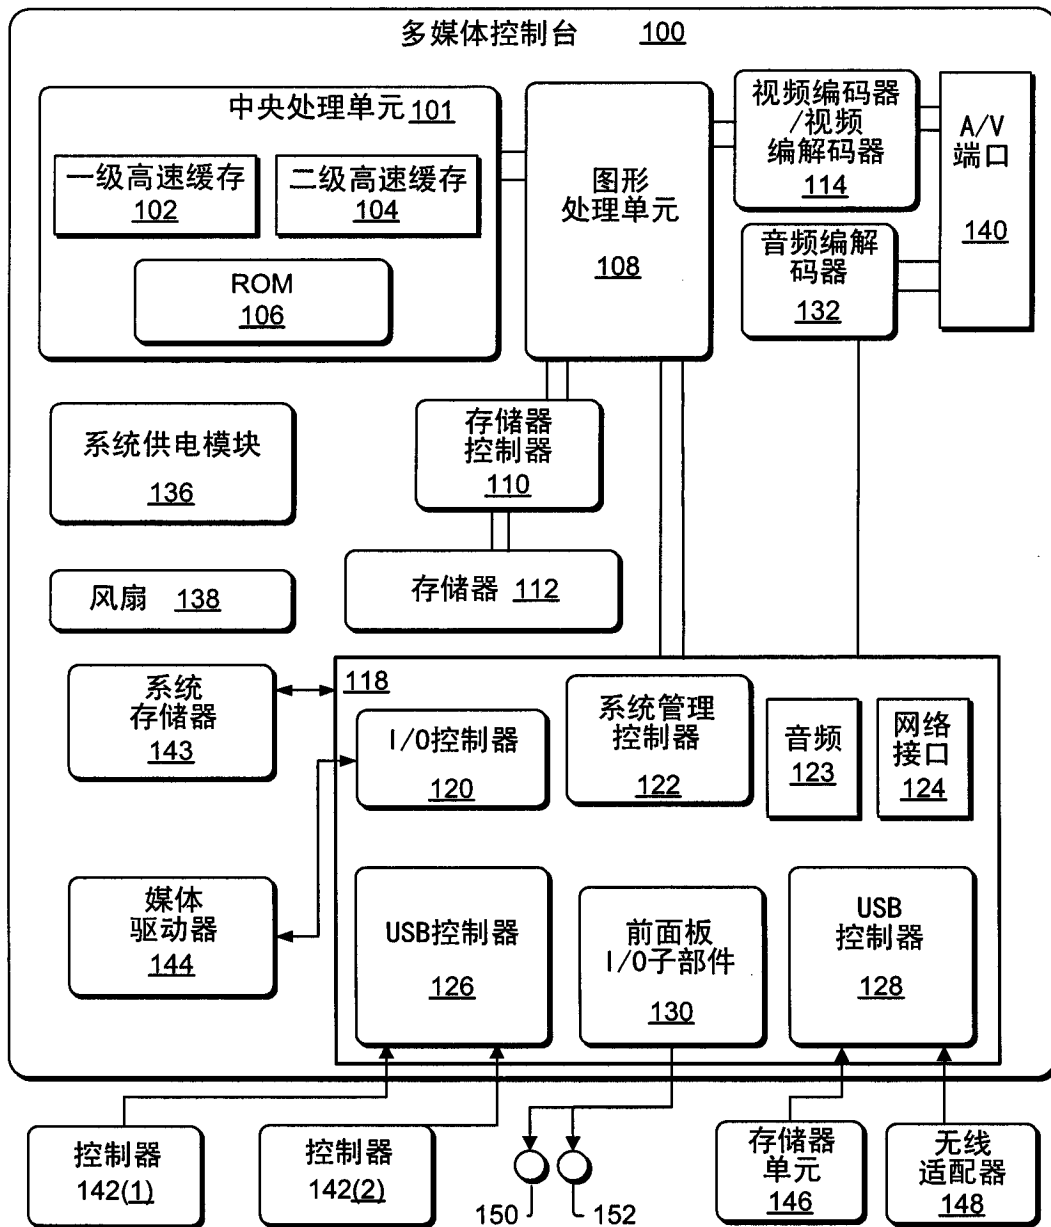 多媒体控制台 100
中央处理单元 101
一级高速缓存
102
二级高速缓存
104
ROM
106
图形
处理单元
108
视频编码器
/视频
编解码器
114
A/V
端口
140
音频编解
码器
132
系统供电模块
136
存储器
控制器
110
风扇 138
存储器 112
系统
存储器
143
118
I/O控制器
120
系统管理
控制器
122
音频
123
网络
接口
124
媒体
驱动器
144
USB控制器
126
前面板
I/O子部件
130
USB
控制器
128
控制器
142(1)
控制器
142(2)
150
152
存储器
单元
146
无线
适配器
148